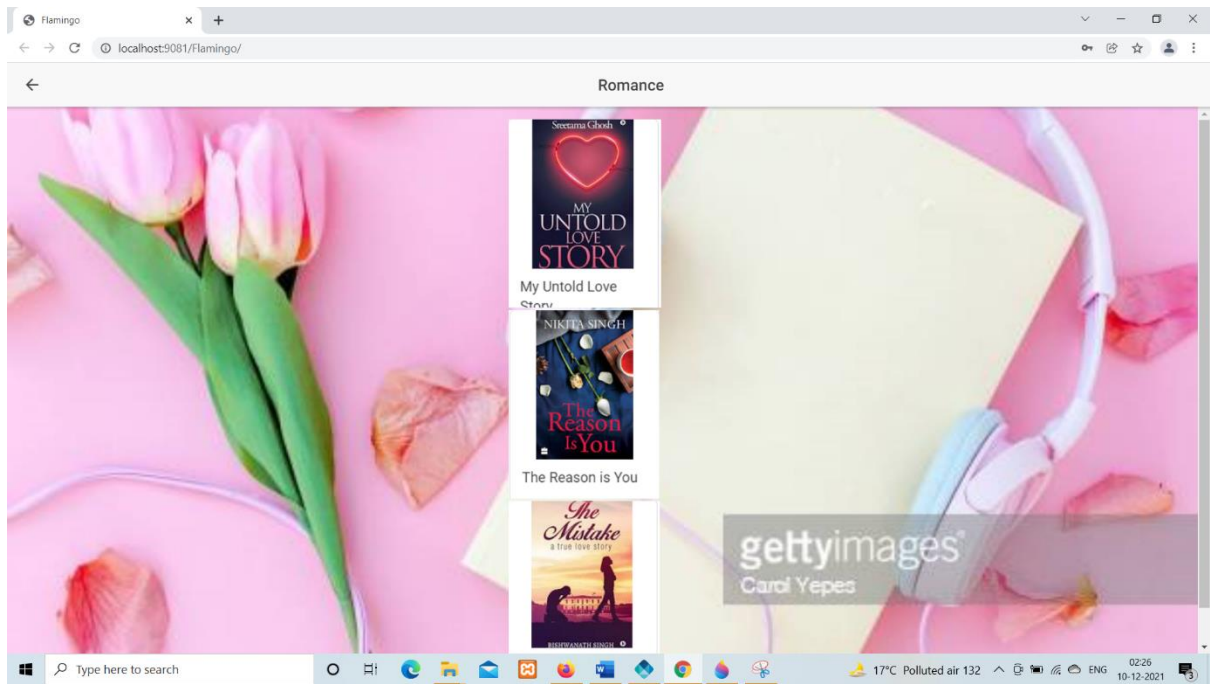 Flamingo
localhost:9081/Flamingo/
Romance
Sreetama Ghosh
MY
UNTOLD
LOVE
STORY
My Untold Love
Story
NIKITA SINGH
The
Reason
Is You
The Reason is You
The
Mistake
a true love story
BISHWANATH SINGH
gettyimages®
Carol Yepes
Type here to search
17°C Polluted air 132
ENG
02:26
10-12-2021
3